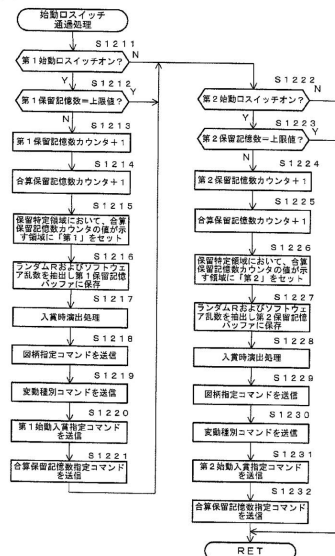 始動口スイッチ
通過処理
S1211
第1始動口スイッチオン?
N
Y
S1212
第1保留記憶数=上限値?
Y
N
S1213
第1保留記憶数カウンタ+1
S1214
合算保留記憶数カウンタ+1
S1215
保留特定領域において、合算
保留記憶数カウンタの値が示
す領域に「第1」をセット
S1216
ランダムRおよびソフトウェ
ア乱数を抽出し第1保留記憶
バッファに保存
S1217
入賞時演出処理
S1218
図柄指定コマンドを送信
S1219
変動種別コマンドを送信
S1220
第1始動入賞指定コマンド
を送信
S1221
合算保留記憶数指定コマンド
を送信
S1222
第2始動口スイッチオン?
N
Y
S1223
第2保留記憶数=上限値?
Y
N
S1224
第2保留記憶数カウンタ+1
S1225
合算保留記憶数カウンタ+1
S1226
保留特定領域において、合算
保留記憶数カウンタの値が示
す領域に「第2」をセット
S1227
ランダムRおよびソフトウェ
ア乱数を抽出し第2保留記憶
バッファに保存
S1228
入賞時演出処理
S1229
図柄指定コマンドを送信
S1230
変動種別コマンドを送信
S1231
第2始動入賞指定コマンド
を送信
S1232
合算保留記憶数指定コマンド
を送信
RET